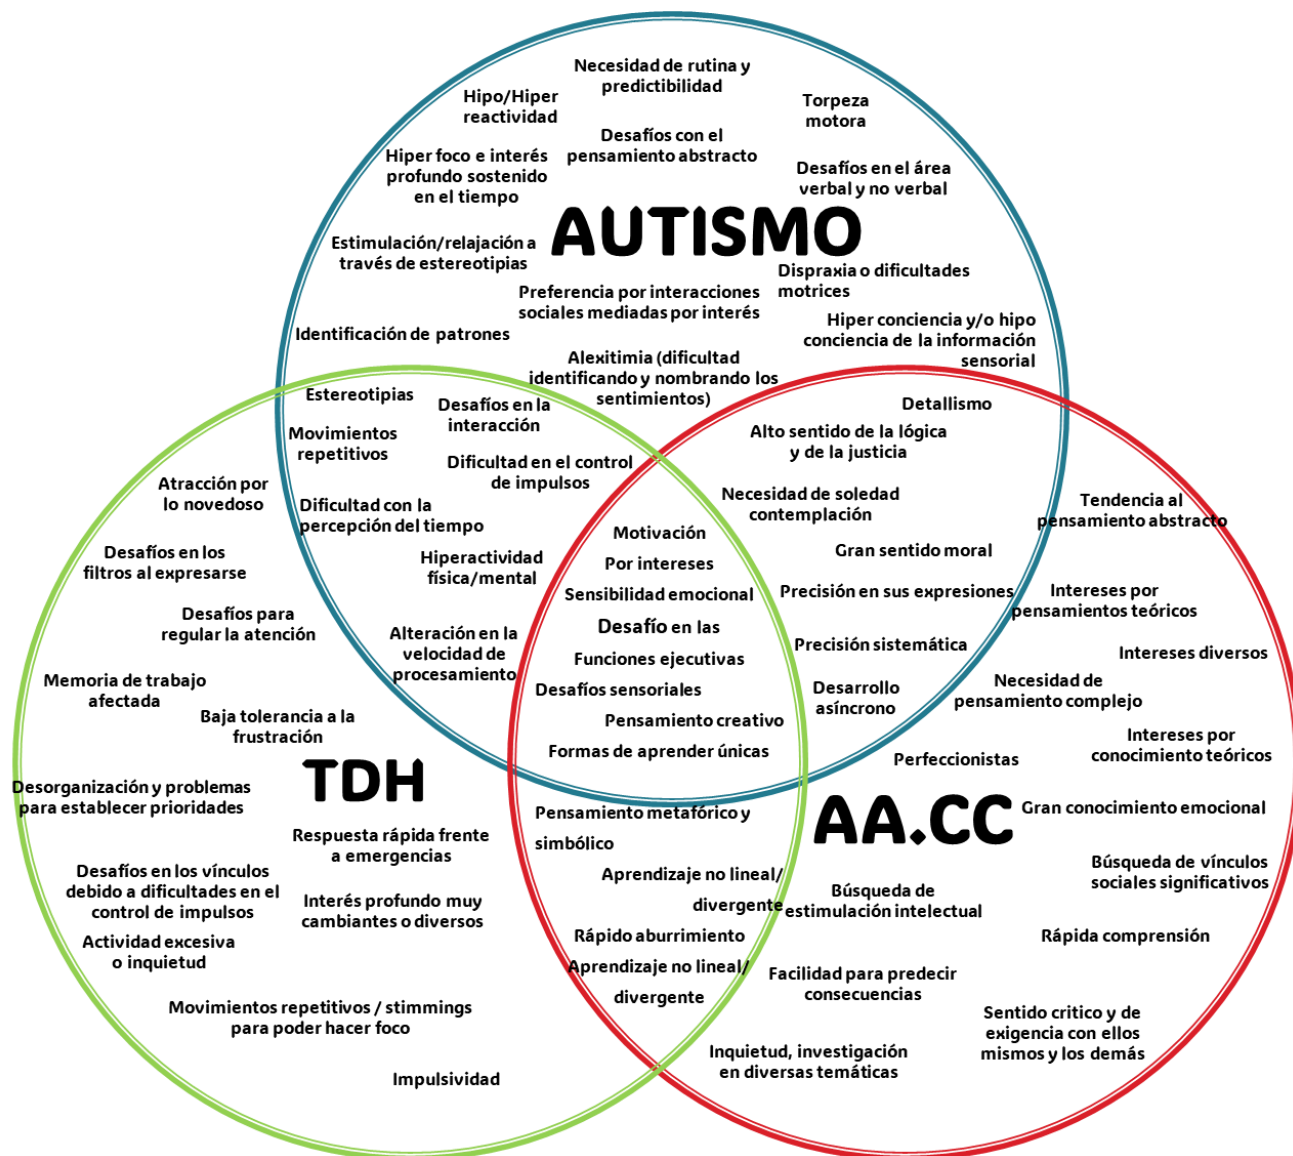 Necesidad de rutina y
predictibilidad
Hipo/Hiper
reactividad
Torpeza
motora
Desafíos con el
pensamiento abstracto
Hiper foco e interés
profundo sostenido
en el tiempo
Desafíos en el área
verbal y no verbal
AUTISMO
Estimulación/relajación a
través de estereotipias
Dispraxia o dificultades
motrices
Preferencia por interacciones
sociales mediadas por interés
Identificación de patrones
Hiper conciencia y/o hipo
conciencia de la información
sensorial
Alexitimia (dificultad
identificando y nombrando los
sentimientos)
Estereotipias
Desafíos en la
interacción
Movimientos
repetitivos
Dificultad en el control
de impulsos
Dificultad con la
percepción del tiempo
Hiperactividad
física/mental
Alteración en la
velocidad de
procesamiento
Detallismo
Alto sentido de la lógica
y de la justicia
Necesidad de soledad
contemplación
Gran sentido moral
Precisión en sus expresiones
Precisión sistemática
Desarrollo
asíncrono
Motivación
Por intereses
Sensibilidad emocional
Desafío en las
Funciones ejecutivas
Desafíos sensoriales
Pensamiento creativo
Formas de aprender únicas
Atracción por
lo novedoso
Desafíos en los
filtros al expresarse
Desafíos para
regular la atención
Memoria de trabajo
afectada
Baja tolerancia a la
frustración
TDH
Desorganización y problemas
para establecer prioridades
Respuesta rápida frente
a emergencias
Desafíos en los vínculos
debido a dificultades en el
control de impulsos
Interés profundo muy
cambiantes o diversos
Actividad excesiva
o inquietud
Movimientos repetitivos / stimmings
para poder hacer foco
Impulsividad
Pensamiento metafórico y
simbólico
Aprendizaje no lineal/
divergente
Rápido aburrimiento
Aprendizaje no lineal/
divergente
Tendencia al
pensamiento abstracto
Intereses por
pensamientos teóricos
Intereses diversos
Necesidad de
pensamiento complejo
Intereses por
conocimiento teóricos
Perfeccionistas
AA.CC
Gran conocimiento emocional
Búsqueda de vínculos
sociales significativos
Búsqueda de
estimulación intelectual
Rápida comprensión
Facilidad para predecir
consecuencias
Sentido critico y de
exigencia con ellos
mismos y los demás
Inquietud, investigación
en diversas temáticas